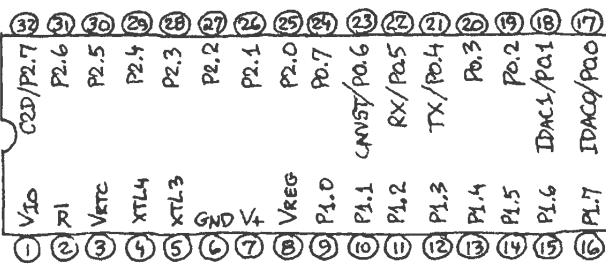 32 31 30 29 28 27 26 25 24 23 22 21 20 19 18 17
C2D/P2.7 P2.6 P2.5 P2.4 P2.3 P2.2 P2.1 P2.0 P0.7 CNVST/P0.6 RX/P0.5 TX/P0.4 P0.3 P0.2 IDAC1/P0.1 IDAC0/P0.0
VIO RI VRTC XTL4 XTL3 GND V+ VREG P1.0 P1.1 P1.2 P1.3 P1.4 P1.5 P1.6 P1.7
1 2 3 4 5 6 7 8 9 10 11 12 13 14 15 16